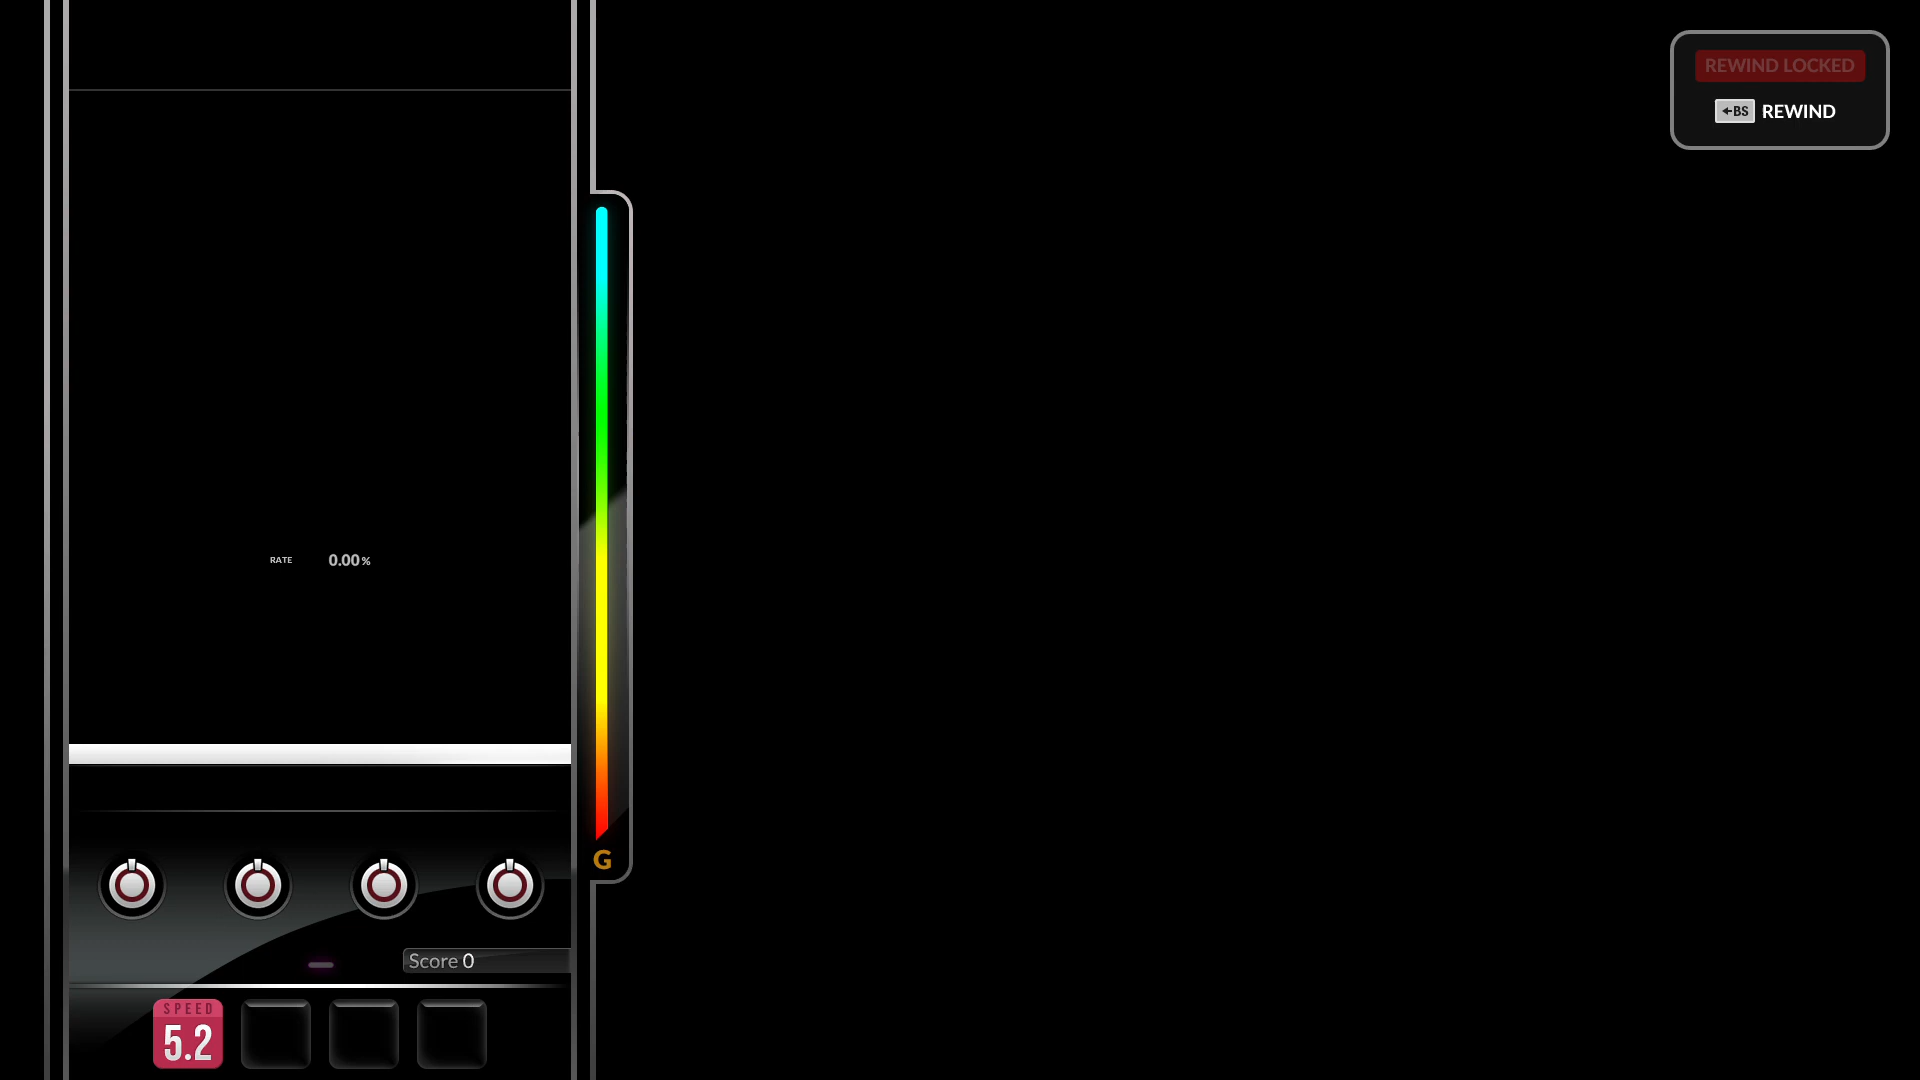 REWIND LOCKED
←BS REWIND
RATE 0.00%
G
Score 0
SPEED
5.2